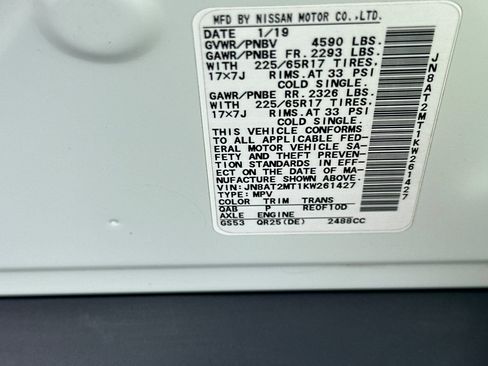 MFD BY NISSAN MOTOR CO.,LTD.
DATE 1/19
GVWR/PNBV 4590 LBS.
GAWR/PNBE FR. 2293 LBS.
WITH 225/65R17 TIRES.
17×7J RIMS.AT 33 PSI
COLD SINGLE.
GAWR/PNBE RR. 2326 LBS.
WITH 225/65R17 TIRES.
17×7J RIMS.AT 33 PSI
COLD SINGLE.
THIS VEHICLE CONFORMS
TO ALL APPLICABLE FED-
ERAL MOTOR VEHICLE SA-
FETY AND THEFT PREVENTION
STANDARDS IN EFF-
ECT ON THE DATE OF MA-
NUFACTURE SHOWN ABOVE.
VIN:JN8AT2MT1KW261427
TYPE: MPV
COLOR TRIM TRANS
QAB P RE0F10D
AXLE ENGINE
GS53 QR25(DE) 2488CC
JN8AT2MT1KW261427